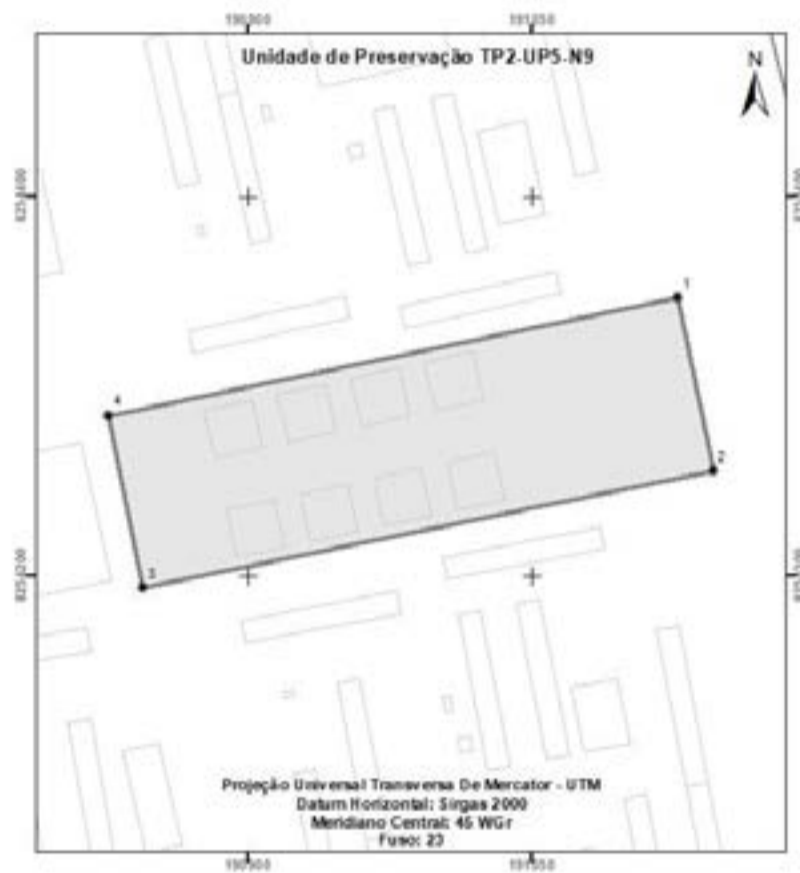 Unidade de Preservação TP2-UP5-N9
N
1
4
2
3
Projeção Universal Transversa De Mercator - UTM
Datum Horizontal: Sirgas 2000
Meridiano Central: 45 WGr
Fuso: 23